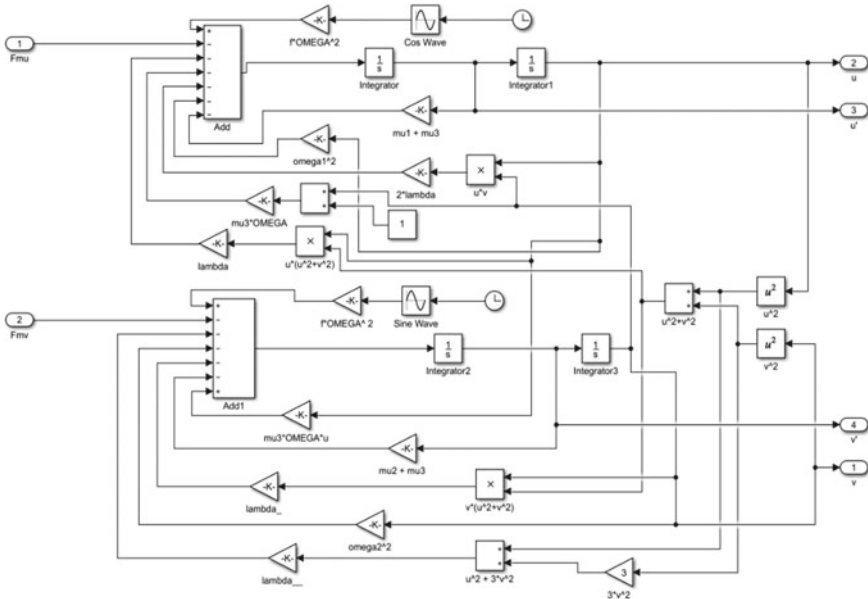 f*OMEGA^2
-K-
Cos Wave
1
Fmu
+
−
−
−
−
−
−
Add
1
s
Integrator
1
s
Integrator1
2
u
3
u'
-K-
mu1 + mu3
-K-
omega1^2
-K-
2*lambda
×
u*v
-K-
mu3*OMEGA
+
+
1
-K-
lambda
×
u*(u^2+v^2)
2
Fmv
-K-
f*OMEGA^ 2
Sine Wave
+
−
−
−
−
−
+
Add1
1
s
Integrator2
1
s
Integrator3
+
+
u^2+v^2
u²
u^2
u²
v^2
-K-
mu3*OMEGA*u
-K-
mu2 + mu3
4
v'
-K-
lambda_
×
v*(u^2+v^2)
1
v
-K-
omega2^2
-K-
lambda__
+
+
u^2 + 3*v^2
3
3*v^2